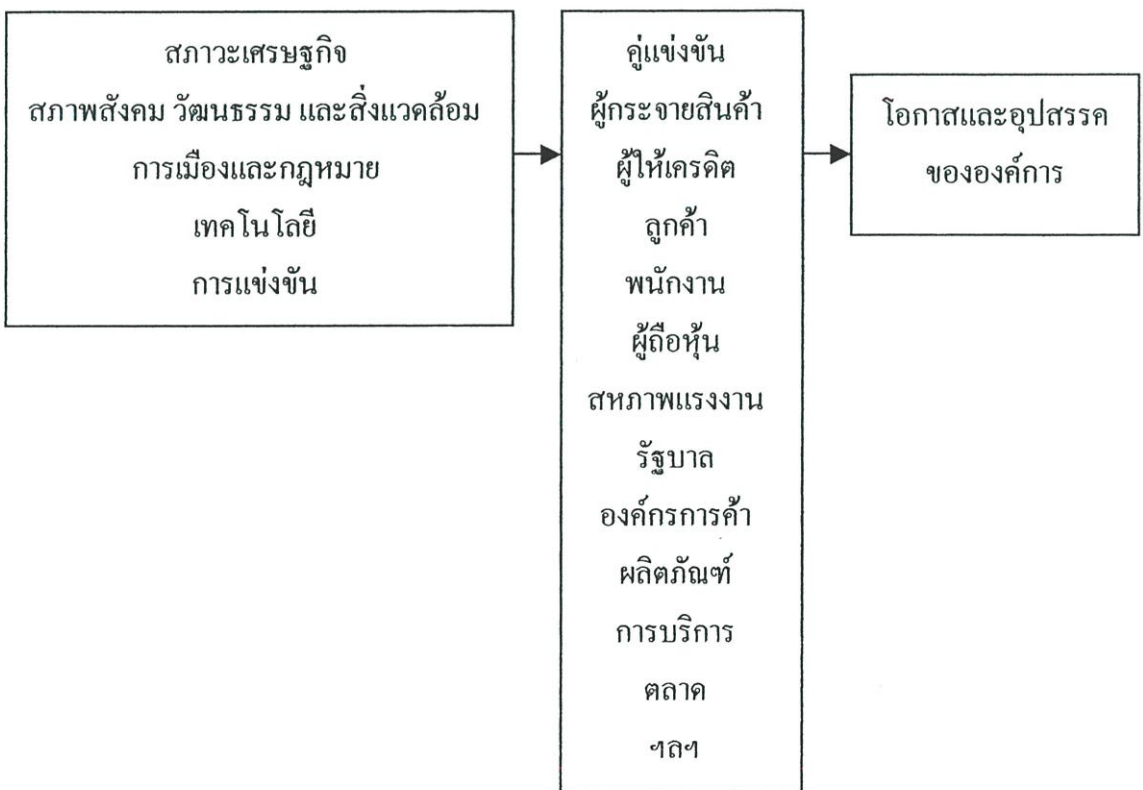 สภาวะเศรษฐกิจ
สภาพสังคม วัฒนธรรม และสิ่งแวดล้อม
การเมืองและกฎหมาย
เทคโนโลยี
การแข่งขัน
คู่แข่งขัน
ผู้กระจายสินค้า
ผู้ให้เครดิต
ลูกค้า
พนักงาน
ผู้ถือหุ้น
สหภาพแรงงาน
รัฐบาล
องค์กรการค้า
ผลิตภัณฑ์
การบริการ
ตลาด
ฯลฯ
โอกาสและอุปสรรค
ขององค์การ